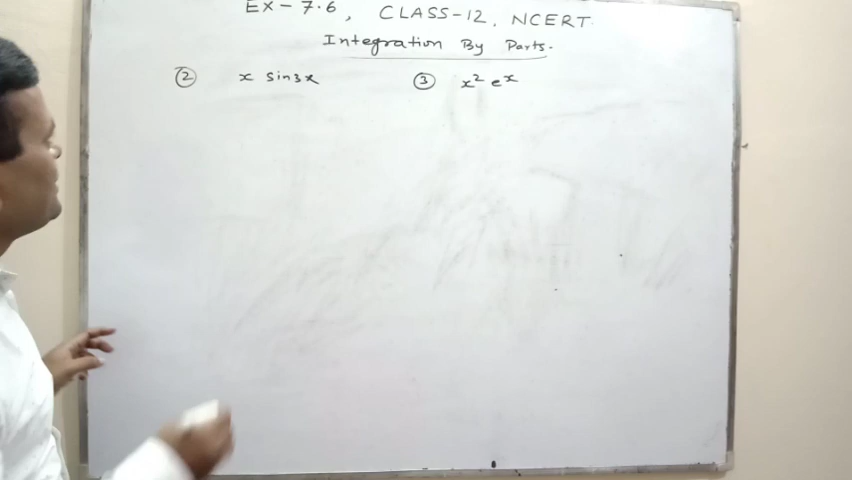 EX - 7.6, CLASS-12, NCERT.
Integration By Parts.
② x sin3x ③ x² eˣ